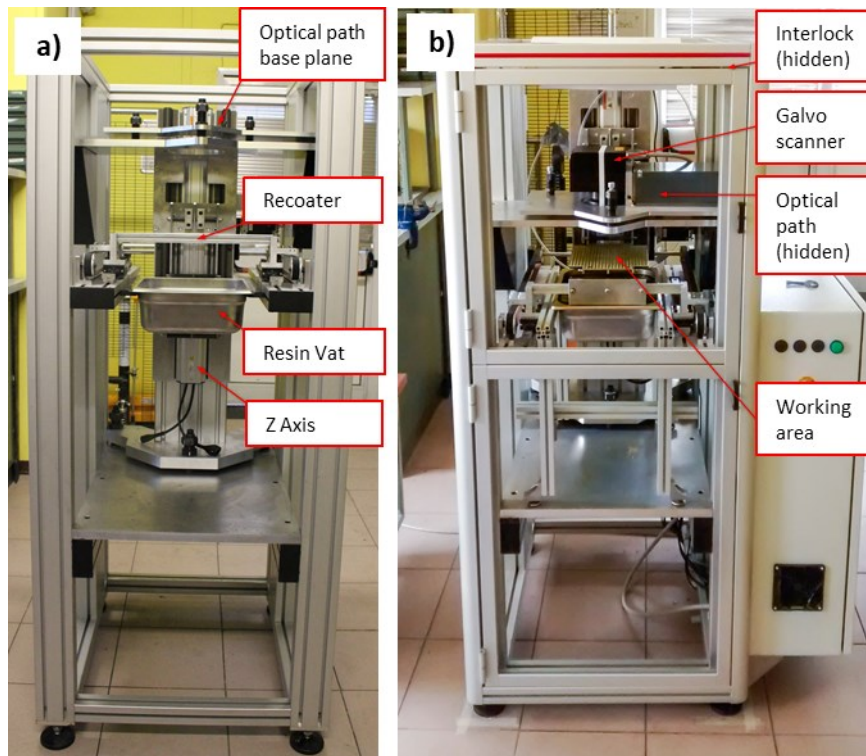 a)
Optical path
base plane
Recoater
Resin Vat
Z Axis
b)
Interlock
(hidden)
Galvo
scanner
Optical
path
(hidden)
Working
area